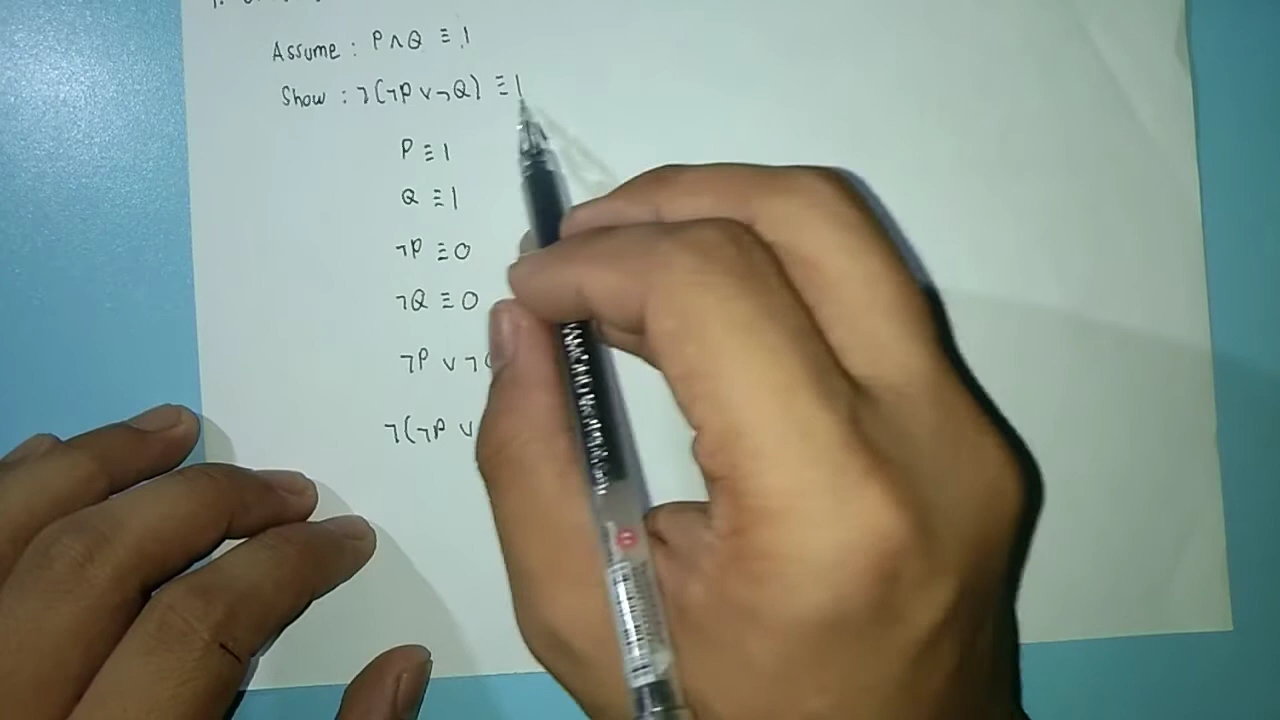 Assume : P ∧ Q ≡ 1
Show : ¬(¬P ∨ ¬Q) ≡ 1
P ≡ 1
Q ≡ 1
¬P ≡ 0
¬Q ≡ 0
¬P ∨ ¬
¬(¬P ∨